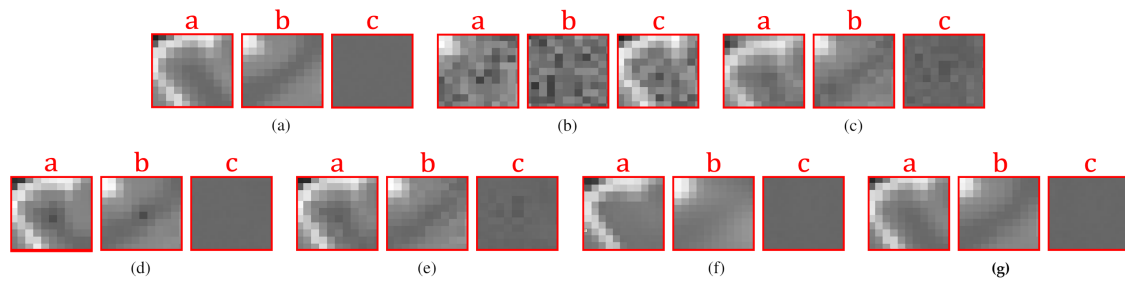 a b c a b c a b c
(a) (b) (c)
a b c a b c a b c a b c
(d) (e) (f) (g)